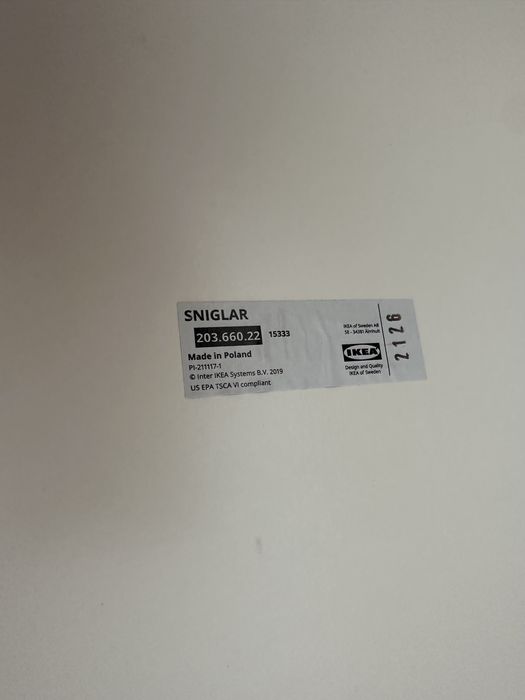 SNIGLAR
203.660.22 15333
Made in Poland
PI-211117-1
© Inter IKEA Systems B.V. 2019
US EPA TSCA VI compliant
IKEA of Sweden AB
SE - 34381 Älmhult
IKEA
Design and Quality
IKEA of Sweden
2126